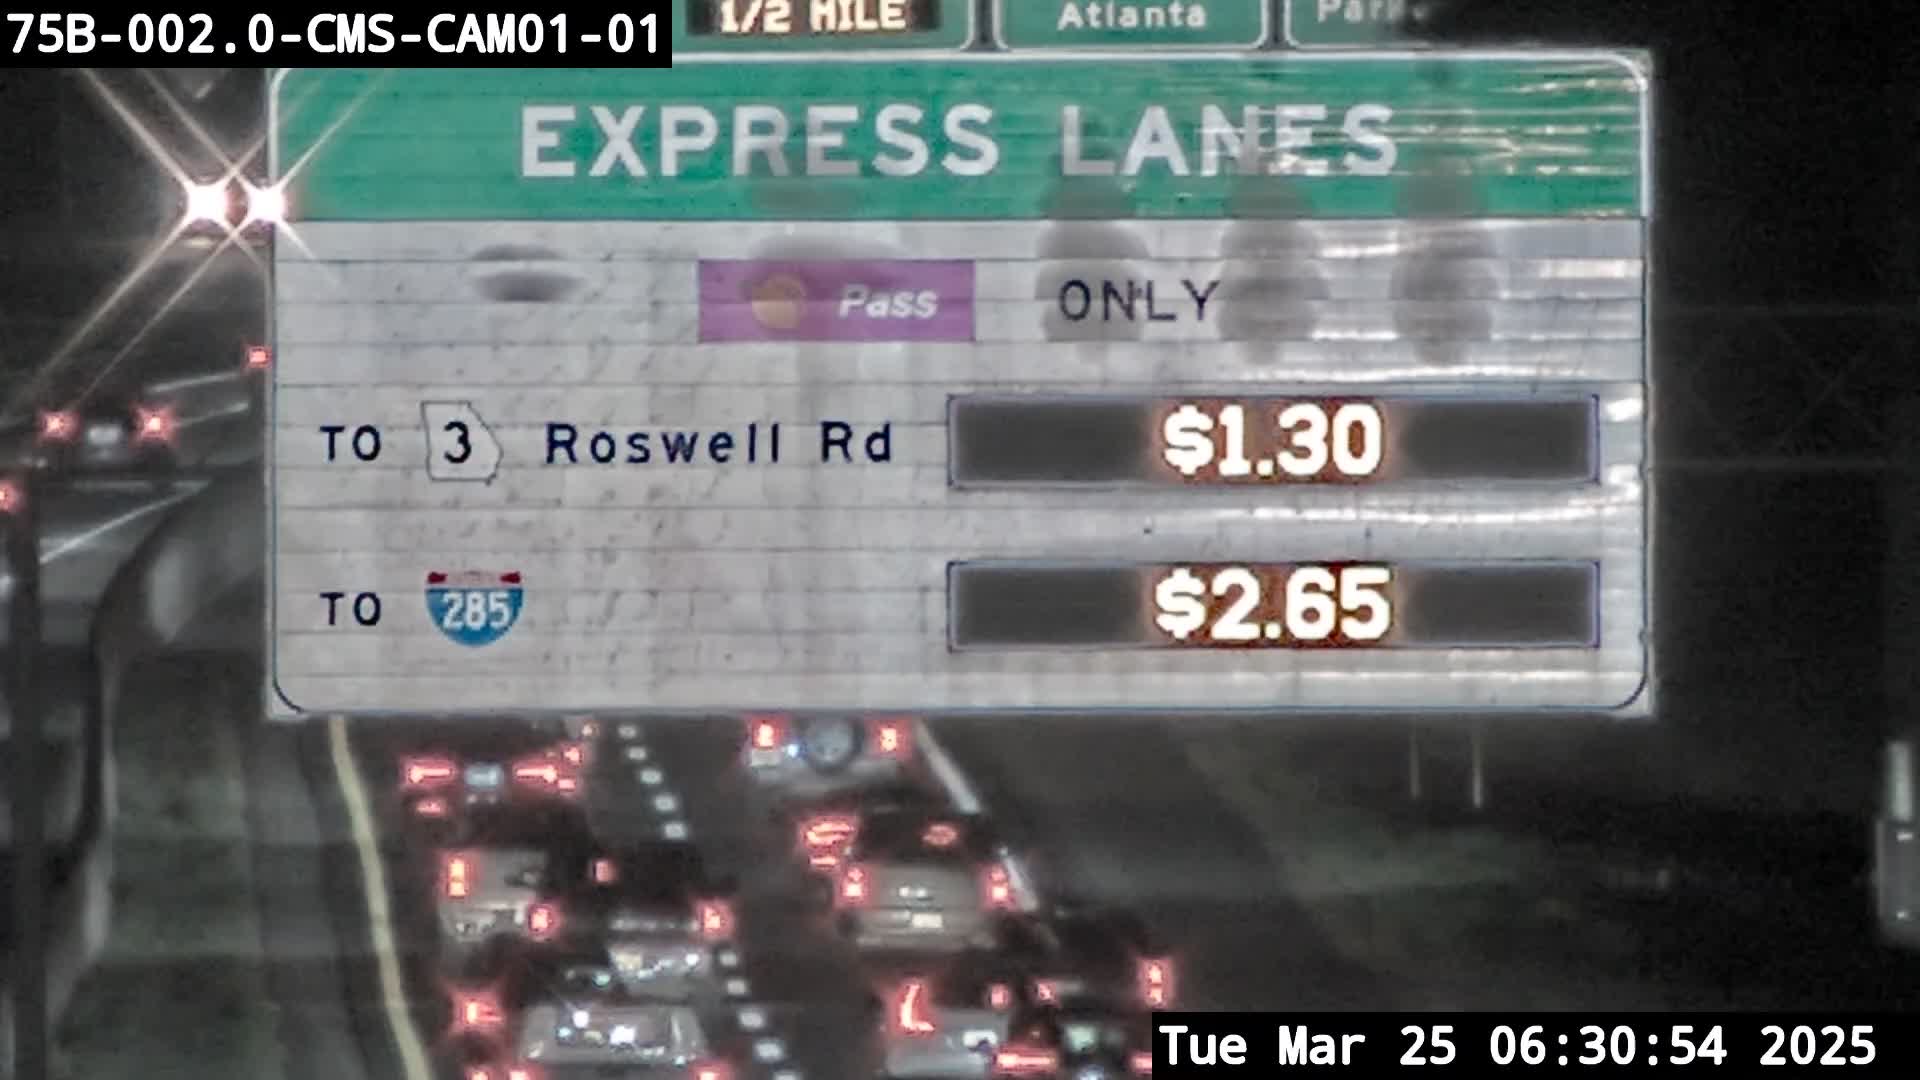 75B-002.0-CMS-CAM01-01
1/2 MILE
Atlanta
EXPRESS LANES
Pass ONLY
TO 3 Roswell Rd $1.30
TO 285 $2.65
Tue Mar 25 06:30:54 2025